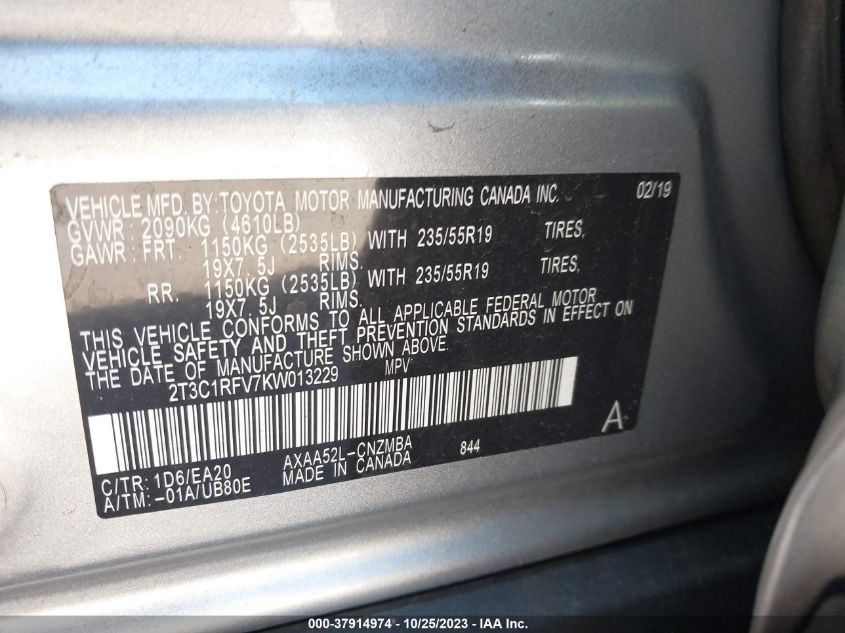 VEHICLE MFD. BY: TOYOTA MOTOR MANUFACTURING CANADA INC. 02/19
GVWR: 2090KG (4610LB)
GAWR: FRT. 1150KG (2535LB) WITH 235/55R19 TIRES,
19X7.5J RIMS.
RR. 1150KG (2535LB) WITH 235/55R19 TIRES,
19X7.5J RIMS.
THIS VEHICLE CONFORMS TO ALL APPLICABLE FEDERAL MOTOR
VEHICLE SAFETY AND THEFT PREVENTION STANDARDS IN EFFECT ON
THE DATE OF MANUFACTURE SHOWN ABOVE.
2T3C1RFV7KW013229 MPV
A
C/TR: 1D6/EA20 AXAA52L-CNZMBA 844
A/TM: -01A/UB80E MADE IN CANADA
000-37914974 | 10/25/2023 - IAA Inc.